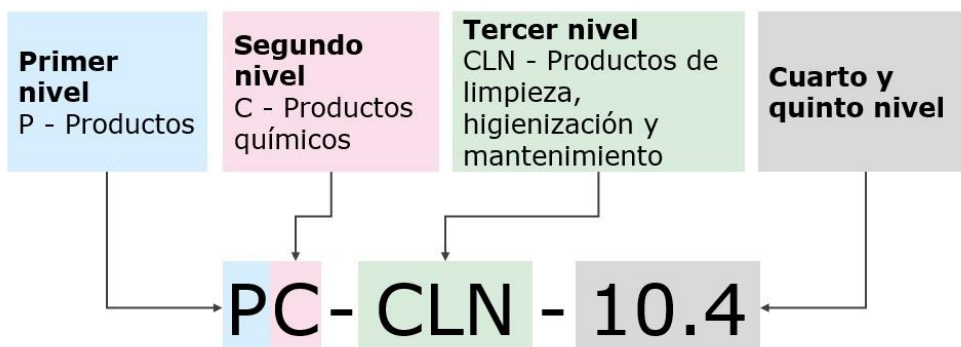 Primer
nivel
P - Productos
Segundo
nivel
C - Productos
químicos
Tercer nivel
CLN - Productos de
limpieza,
higienización y
mantenimiento
Cuarto y
quinto nivel
PC - CLN - 10.4